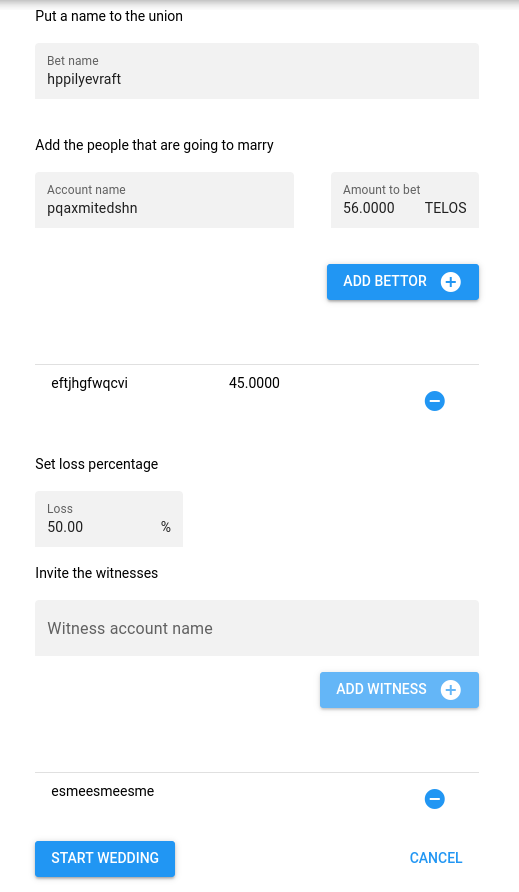 Put a name to the union
Bet name
hppilyevraft
Add the people that are going to marry
Account name
pqaxmitedshn
Amount to bet
56.0000 TELOS
ADD BETTOR
eftjhgfwqcvi 45.0000
Set loss percentage
Loss
50.00 %
Invite the witnesses
Witness account name
ADD WITNESS
esmeesmeesme
START WEDDING CANCEL